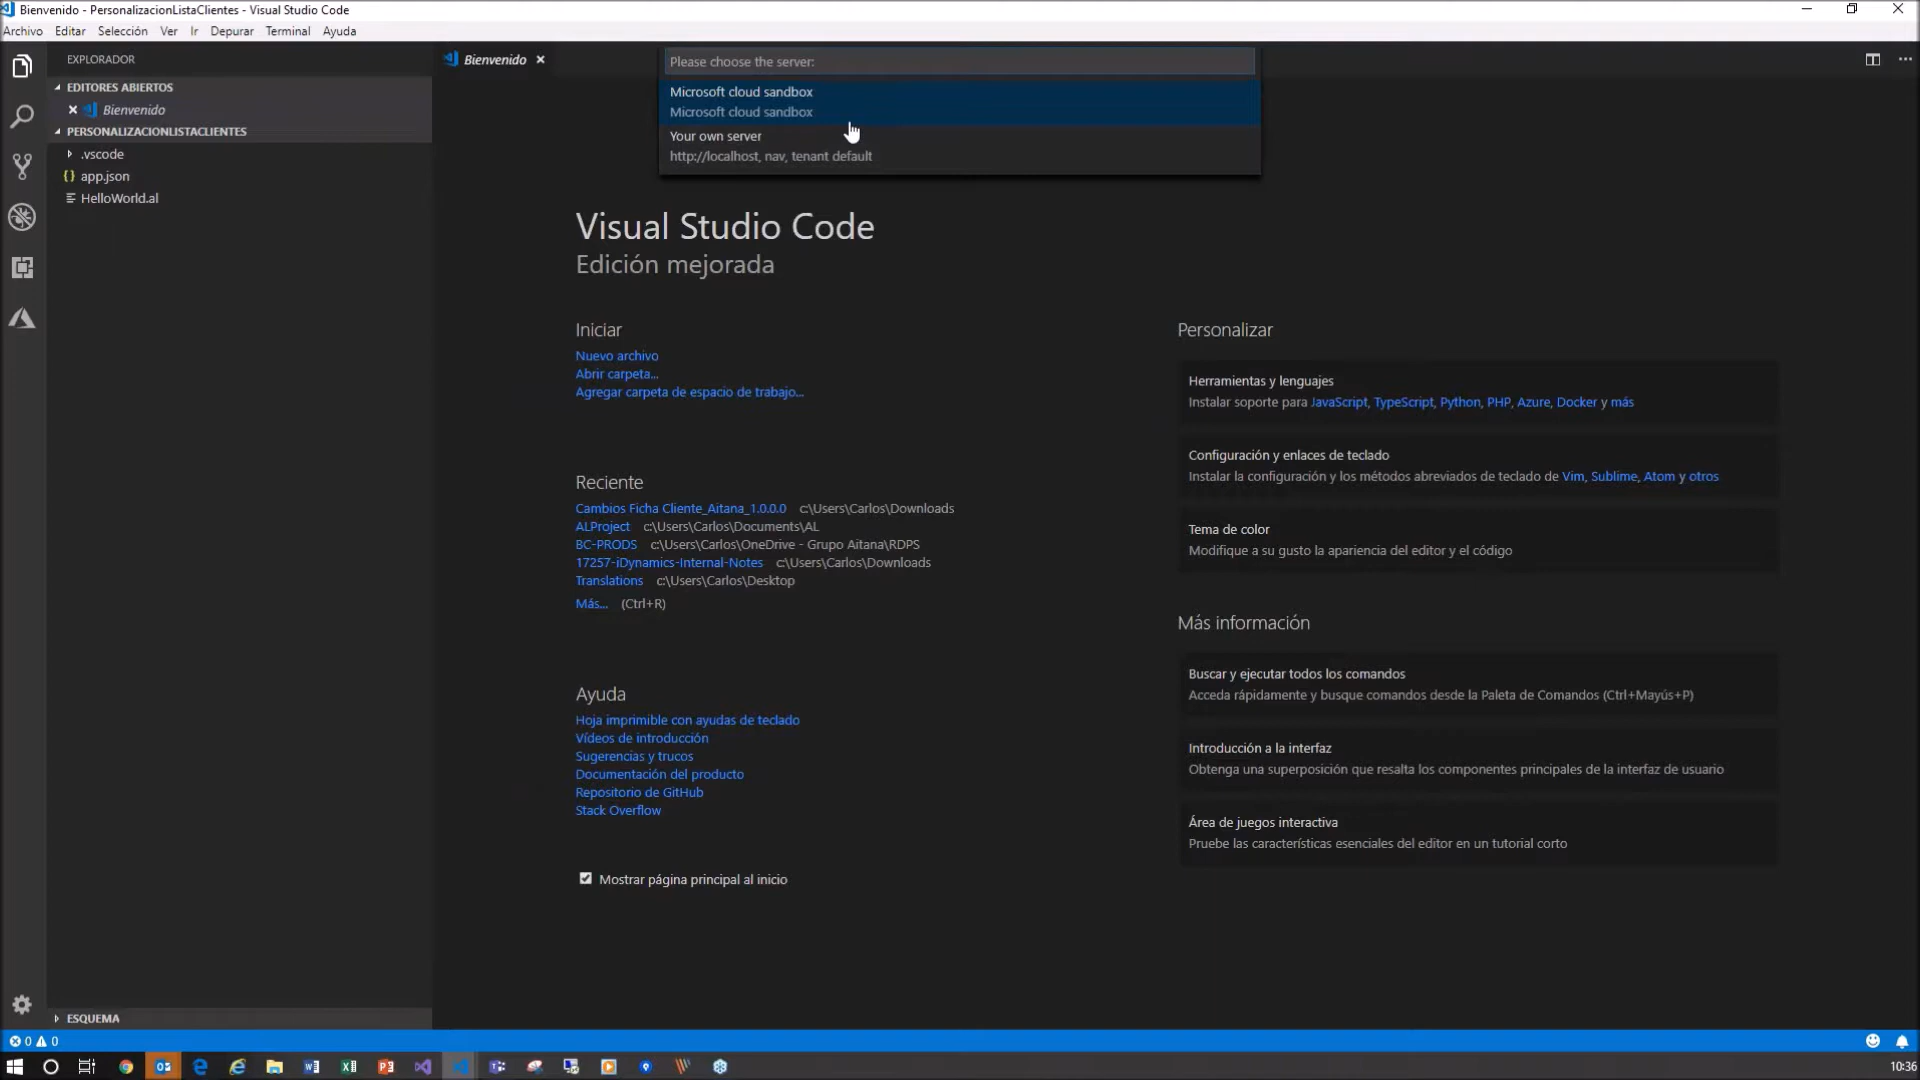 Bienvenido - PersonalizacionListaClientes - Visual Studio Code
Archivo Editar Selección Ver Ir Depurar Terminal Ayuda
EXPLORADOR
EDITORES ABIERTOS
Bienvenido
PERSONALIZACIONLISTACLIENTES
.vscode
{} app.json
HelloWorld.al
ESQUEMA
Bienvenido
Please choose the server:
Microsoft cloud sandbox
Microsoft cloud sandbox
Your own server
http://localhost, nav, tenant default
Visual Studio Code
Edición mejorada
Iniciar
Nuevo archivo
Abrir carpeta...
Agregar carpeta de espacio de trabajo...
Reciente
Cambios Ficha Cliente_Aitana_1.0.0.0 c:\Users\Carlos\Downloads
ALProject c:\Users\Carlos\Documents\AL
BC-PRODS c:\Users\Carlos\OneDrive - Grupo Aitana\RDPS
17257-iDynamics-Internal-Notes c:\Users\Carlos\Downloads
Translations c:\Users\Carlos\Desktop
Más... (Ctrl+R)
Ayuda
Hoja imprimible con ayudas de teclado
Vídeos de introducción
Sugerencias y trucos
Documentación del producto
Repositorio de GitHub
Stack Overflow
Mostrar página principal al inicio
Personalizar
Herramientas y lenguajes
Instalar soporte para JavaScript, TypeScript, Python, PHP, Azure, Docker y más
Configuración y enlaces de teclado
Instalar la configuración y los métodos abreviados de teclado de Vim, Sublime, Atom y otros
Tema de color
Modifique a su gusto la apariencia del editor y el código
Más información
Buscar y ejecutar todos los comandos
Acceda rápidamente y busque comandos desde la Paleta de Comandos (Ctrl+Mayús+P)
Introducción a la interfaz
Obtenga una superposición que resalta los componentes principales de la interfaz de usuario
Área de juegos interactiva
Pruebe las características esenciales del editor en un tutorial corto
0 0
10:36